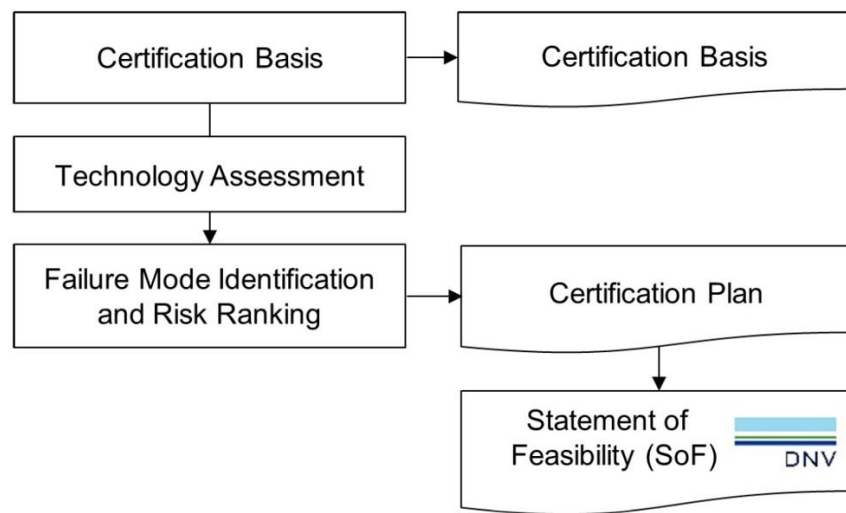 Certification Basis
Certification Basis
Technology Assessment
Failure Mode Identification
and Risk Ranking
Certification Plan
Statement of
Feasibility (SoF)
DNV